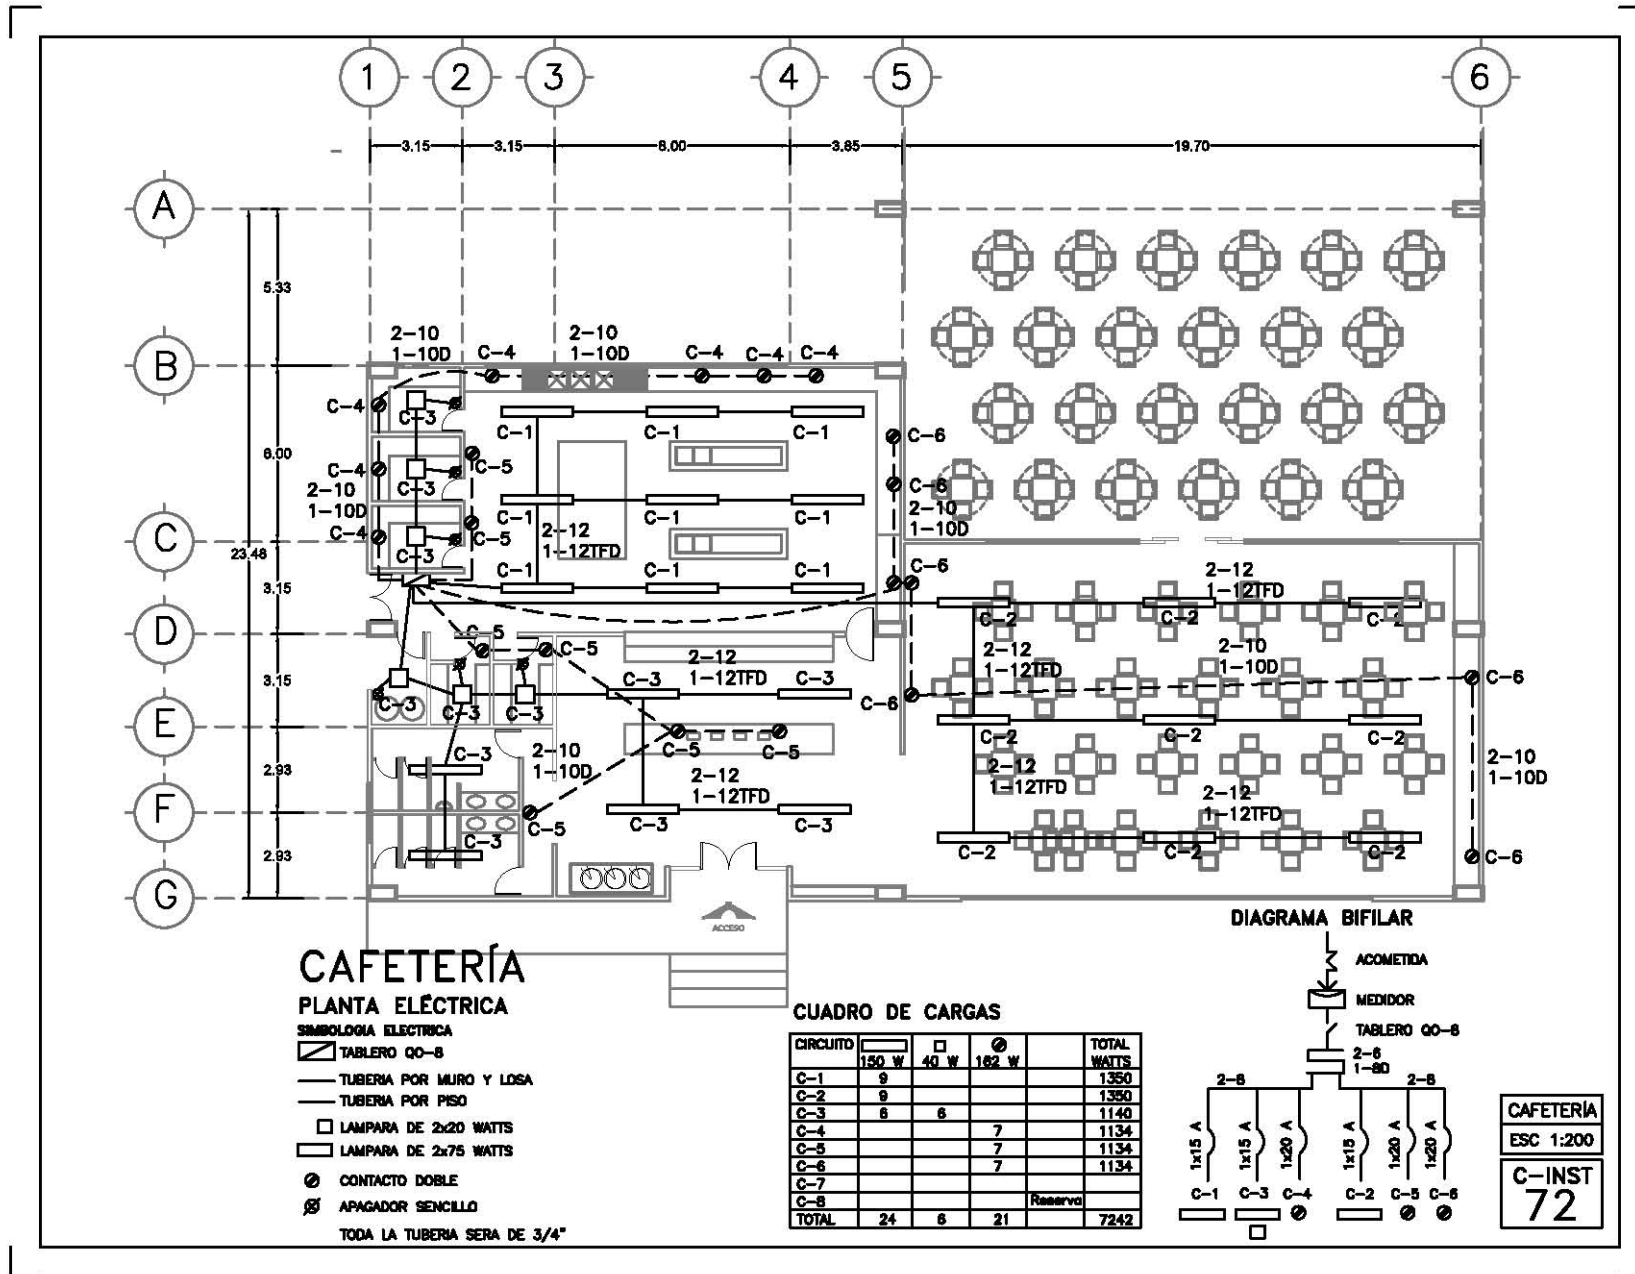 1 2 3 4 5 6
3.15 3.15 8.00 3.85 19.70
A
5.33
2-10 2-10
1-10D C-4 1-10D C-4 C-4 C-4
B
C-4 C-3
C-1 C-1 C-1 C-6
6.00
C-4 C-3 C-5
C-6
2-10 2-10
1-10D C-1 C-1 C-1 1-10D
2-12
C-4 C-3 C-5 1-12TFD
C
23.48
C-1 C-1 C-1 C-6
2-12
1-12TFD
3.15
C-2 C-2 C-2
D
C-5 C-5
2-12 2-12 2-10
1-12TFD 1-12TFD 1-10D
3.15
C-3 C-3 C-6
C-3 C-3 C-3 C-6
E
C-5 C-5 C-2 C-2 C-2
C-3 2-10
1-10D
2.93
2-12 2-12 2-10
1-12TFD 1-12TFD 1-10D
2-12
1-12TFD
F
C-5 C-3 C-3
C-3
2.93
C-2 C-2 C-2 C-6
G
ACCESO
CAFETERÍA
PLANTA ELÉCTRICA
SIMBOLOGIA ELECTRICA
TABLERO QO-8
TUBERIA POR MURO Y LOSA
TUBERIA POR PISO
LAMPARA DE 2x20 WATTS
LAMPARA DE 2x75 WATTS
CONTACTO DOBLE
APAGADOR SENCILLO
TODA LA TUBERIA SERA DE 3/4"
CUADRO DE CARGAS
CIRCUITO 150 W 40 W 162 W TOTAL WATTS
C-1 9 1350
C-2 9 1350
C-3 6 6 1140
C-4 7 1134
C-5 7 1134
C-6 7 1134
C-7
C-8 Reserva
TOTAL 24 6 21 7242
DIAGRAMA BIFILAR
ACOMETIDA
MEDIDOR
TABLERO QO-8
2-6
1-8D
2-8 2-8
1x15 A 1x15 A 1x20 A 1x15 A 1x20 A 1x20 A
C-1 C-3 C-4 C-2 C-5 C-6
CAFETERÍA
ESC 1:200
C-INST
72